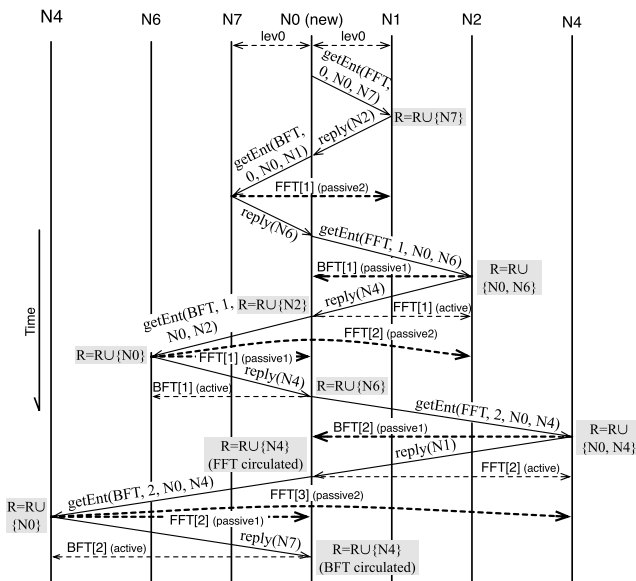 N4
N6
N7
N0 (new)
N1
N2
N4
lev0
lev0
getEnt(FFT,
0, N0, N7)
R=R∪{N7}
reply(N2)
getEnt(BFT,
0, N0, N1)
FFT[1] (passive2)
reply(N6)
getEnt(FFT, 1, N0, N6)
BFT[1] (passive1)
R=R∪
{N0, N6}
reply(N4)
R=R∪{N2}
FFT[1] (active)
getEnt(BFT, 1,
N0, N2)
FFT[2] (passive2)
R=R∪{N0}
FFT[1] (passive1)
reply(N4)
BFT[1] (active)
R=R∪{N6}
getEnt(FFT, 2, N0, N4)
BFT[2] (passive1)
R=R∪
{N0, N4}
R=R∪{N4}
(FFT circulated)
reply(N1)
FFT[2] (active)
getEnt(BFT, 2, N0, N4)
FFT[3] (passive2)
R=R∪
{N0}
FFT[2] (passive1)
reply(N7)
BFT[2] (active)
R=R∪{N4}
(BFT circulated)
Time